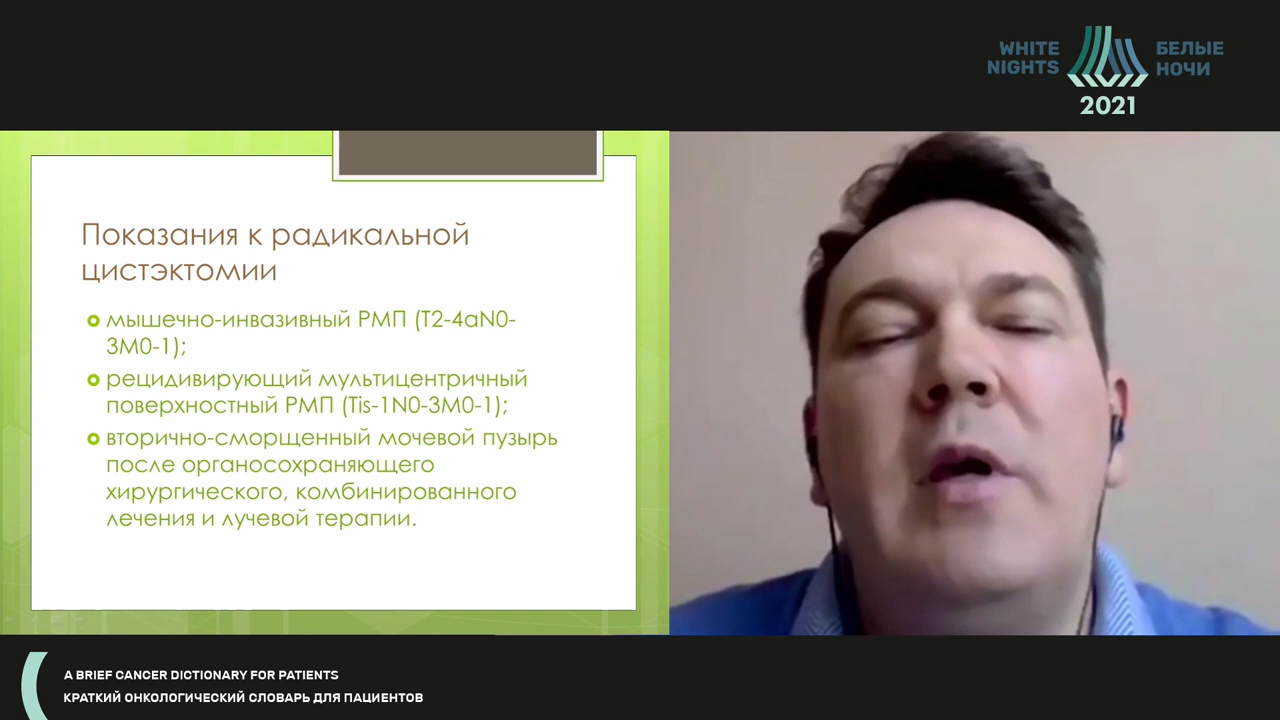 WHITE
NIGHTS
БЕЛЫЕ
НОЧИ
2021
Показания к радикальной
цистэктомии
мышечно-инвазивный РМП (T2-4aN0-
3M0-1);
рецидивирующий мультицентричный
поверхностный РМП (Tis-1N0-3M0-1);
вторично-сморщенный мочевой пузырь
после органосохраняющего
хирургического, комбинированного
лечения и лучевой терапии.
A BRIEF CANCER DICTIONARY FOR PATIENTS
КРАТКИЙ ОНКОЛОГИЧЕСКИЙ СЛОВАРЬ ДЛЯ ПАЦИЕНТОВ